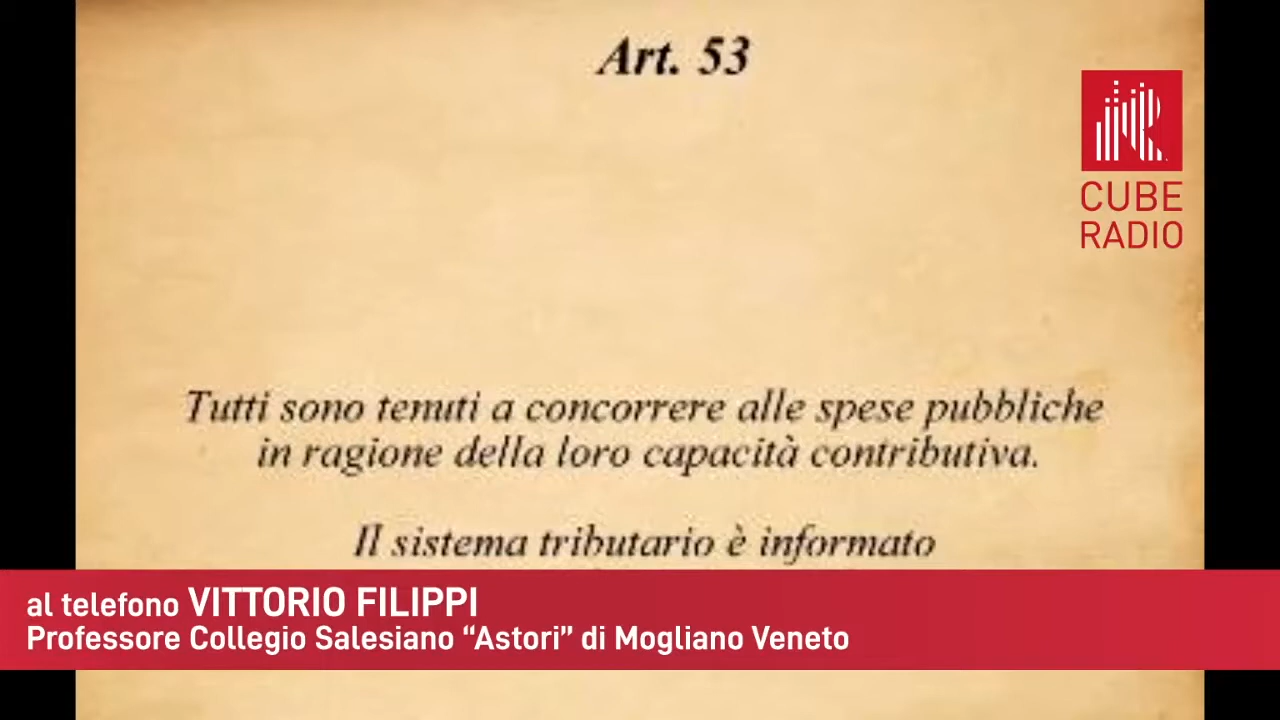 Art. 53
CUBE
RADIO
Tutti sono tenuti a concorrere alle spese pubbliche
in ragione della loro capacità contributiva.
Il sistema tributario è informato
al telefono VITTORIO FILIPPI
Professore Collegio Salesiano “Astori” di Mogliano Veneto